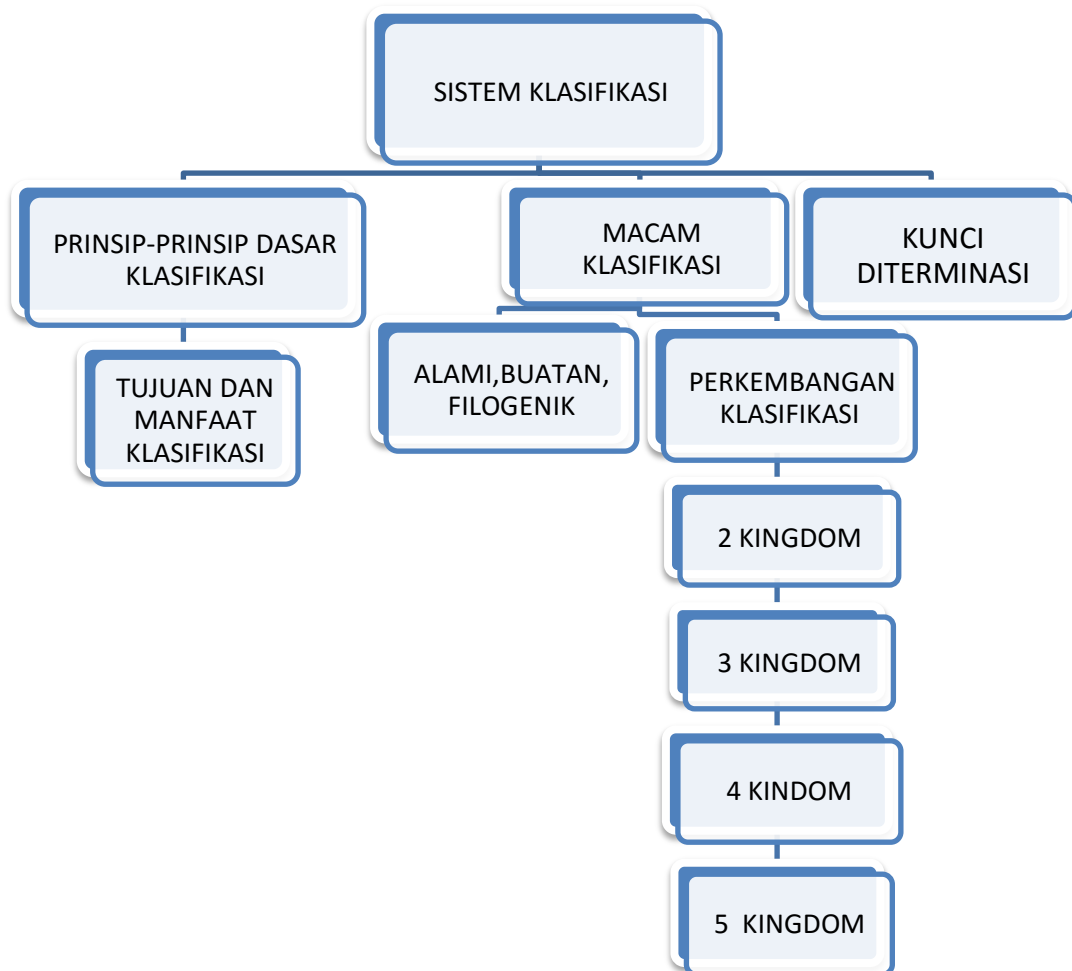 SISTEM KLASIFIKASI
PRINSIP-PRINSIP DASAR
KLASIFIKASI
MACAM
KLASIFIKASI
KUNCI
DITERMINASI
TUJUAN DAN
MANFAAT
KLASIFIKASI
ALAMI,BUATAN,
FILOGENIK
PERKEMBANGAN
KLASIFIKASI
2 KINGDOM
3 KINGDOM
4 KINDOM
5 KINGDOM